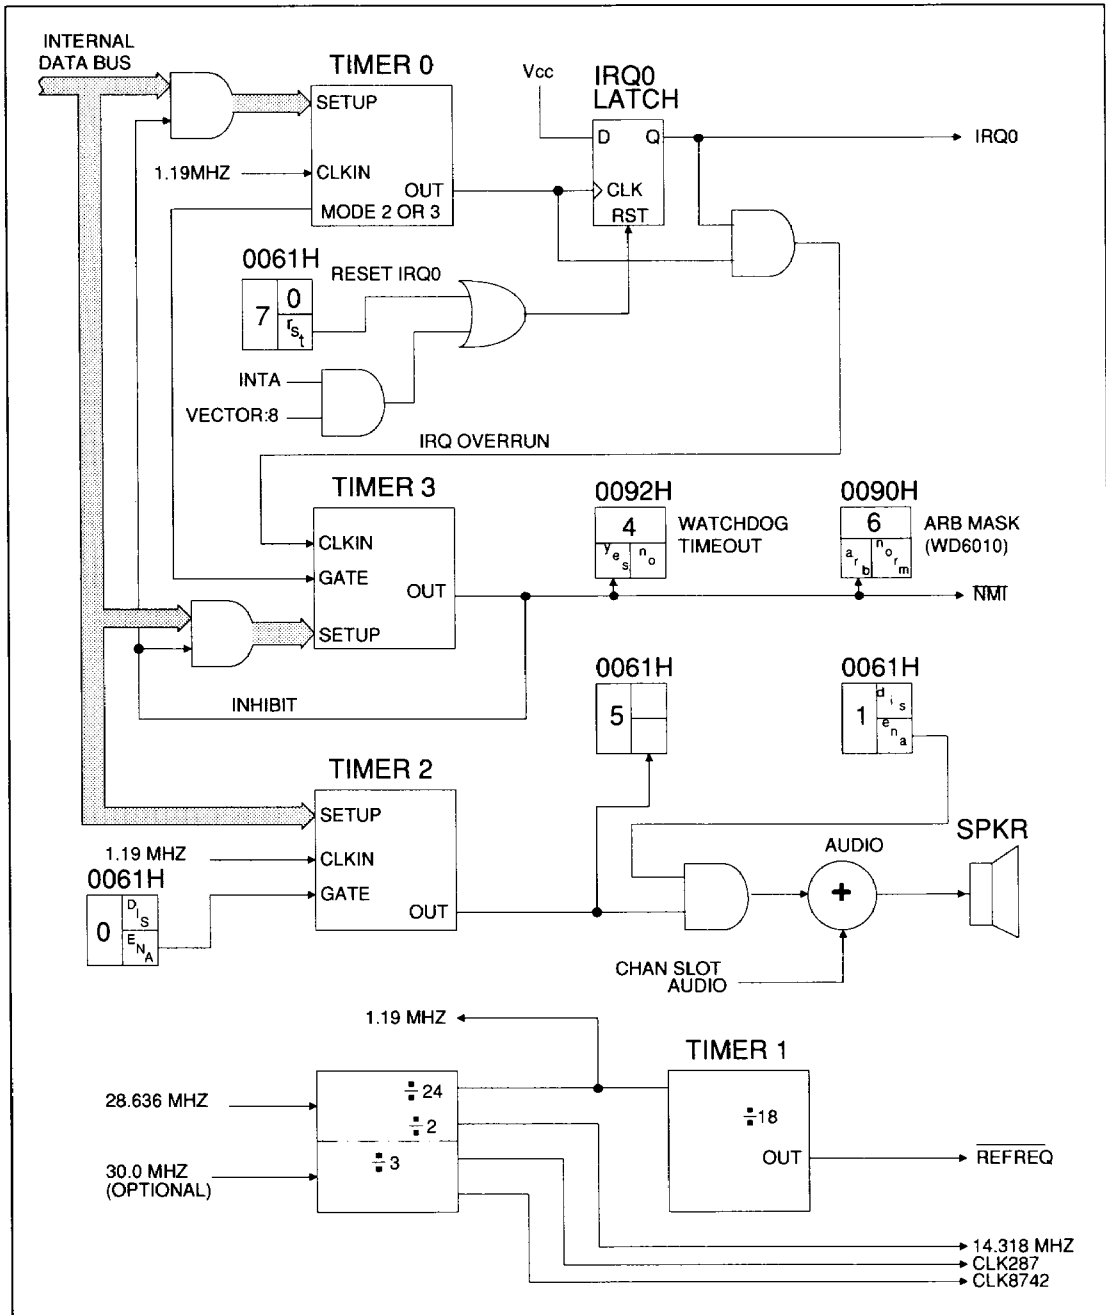 INTERNAL
DATA BUS
TIMER 0
SETUP
1.19MHZ
CLKIN
OUT
MODE 2 OR 3
Vcc
IRQ0
LATCH
D
Q
CLK
RST
IRQ0
0061H
7
0
rst
RESET IRQ0
INTA
VECTOR:8
IRQ OVERRUN
TIMER 3
CLKIN
GATE
OUT
SETUP
INHIBIT
0092H
4
yes
no
WATCHDOG
TIMEOUT
0090H
6
arb
norm
ARB MASK
(WD6010)
NMI
0061H
5
0061H
1
dis
ena
TIMER 2
SETUP
1.19 MHZ
CLKIN
GATE
OUT
0061H
0
DIS
ENA
AUDIO
+
SPKR
CHAN SLOT
AUDIO
1.19 MHZ
28.636 MHZ
÷24
÷2
÷3
30.0 MHZ
(OPTIONAL)
TIMER 1
÷18
OUT
REFREQ
14.318 MHZ
CLK287
CLK8742